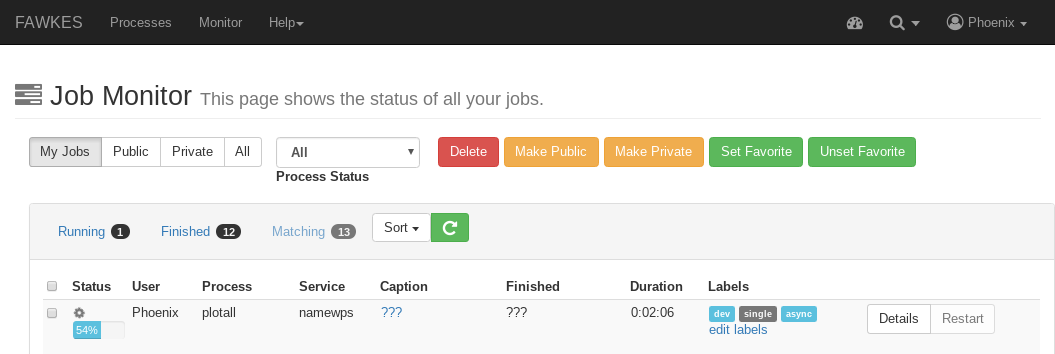 FAWKES Processes Monitor Help Phoenix
Job Monitor This page shows the status of all your jobs.
My Jobs Public Private All All Delete Make Public Make Private Set Favorite Unset Favorite
Process Status
Running 1 Finished 12 Matching 13 Sort
Status User Process Service Caption Finished Duration Labels
Phoenix plotall namewps ??? ??? 0:02:06 dev single async Details Restart
54% edit labels